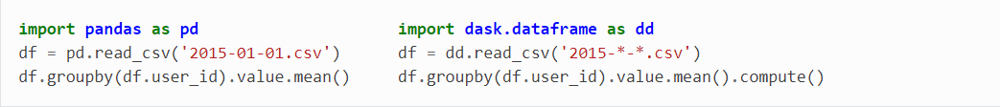 import pandas as pd
df = pd.read_csv('2015-01-01.csv')
df.groupby(df.user_id).value.mean()
import dask.dataframe as dd
df = dd.read_csv('2015-*-*.csv')
df.groupby(df.user_id).value.mean().compute()